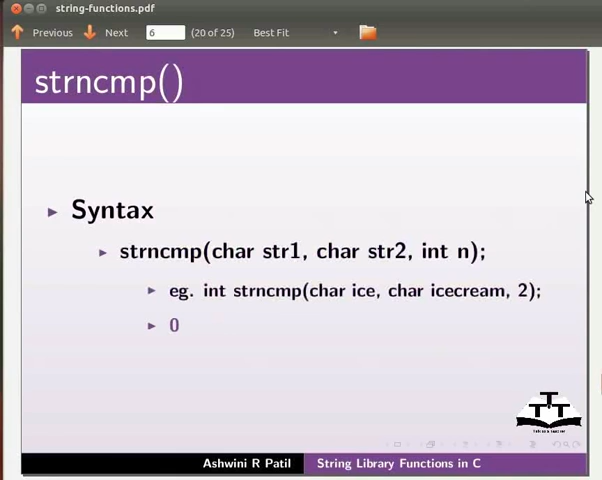 string-functions.pdf
Previous Next 6 (20 of 25) Best Fit
strncmp()
Syntax
strncmp(char str1, char str2, int n);
eg. int strncmp(char ice, char icecream, 2);
0
Ashwini R Patil String Library Functions in C